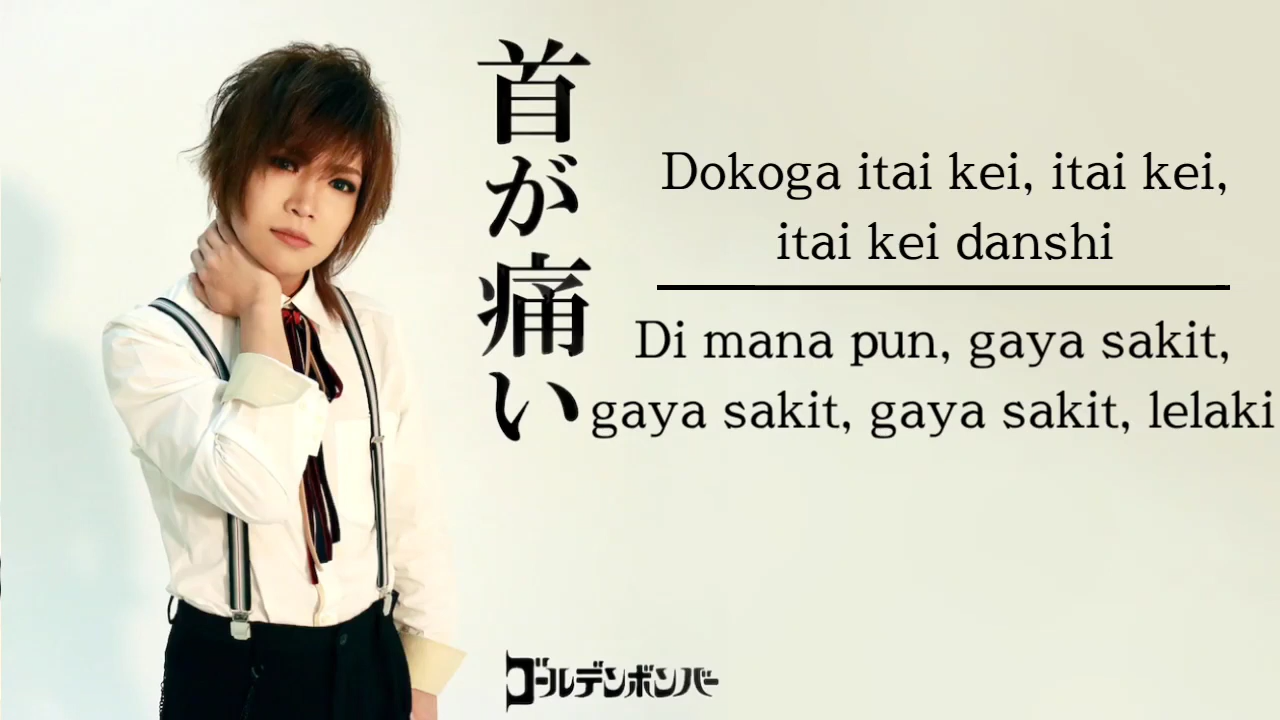 首が痛い
Dokoga itai kei, itai kei,
itai kei danshi
Di mana pun, gaya sakit,
gaya sakit, gaya sakit, lelaki
ゴールデンボンバー